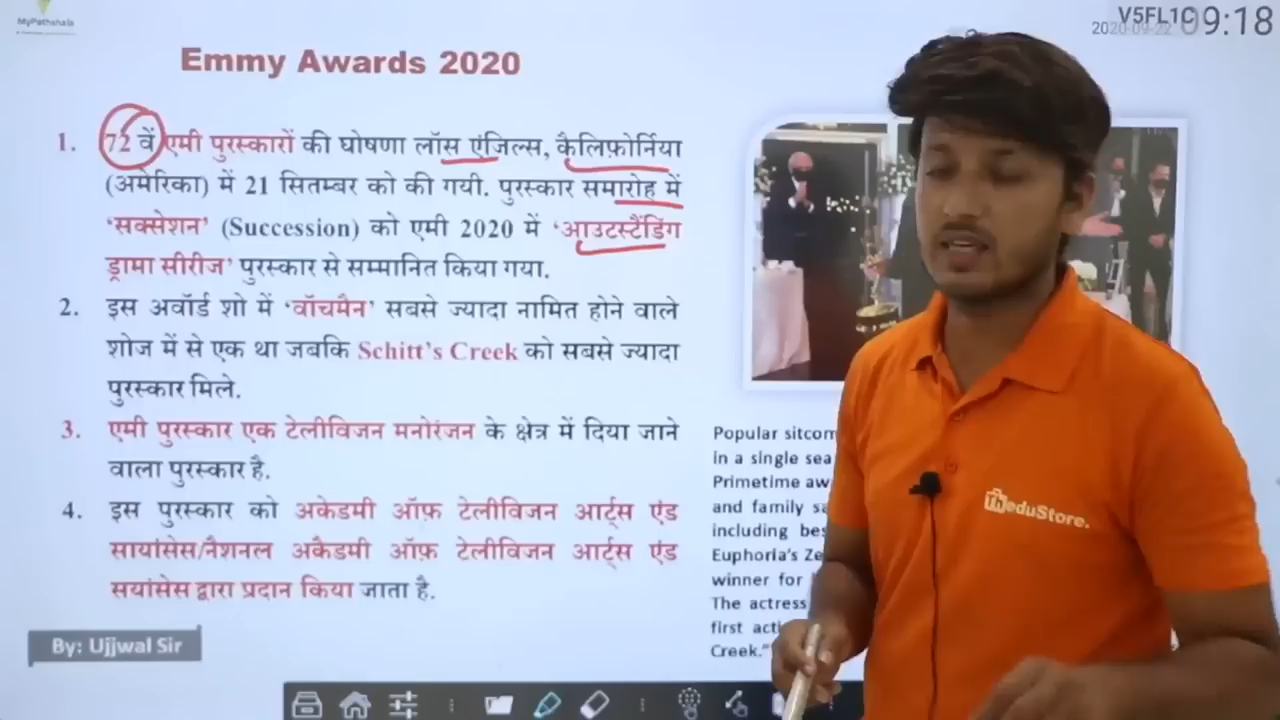 MyPathshala
V5FL1C
2020-09-22 09:18
Emmy Awards 2020
1. 72 वें एमी पुरस्कारों की घोषणा लॉस एंजिल्स, कैलिफ़ोर्निया
(अमेरिका) में 21 सितम्बर को की गयी. पुरस्कार समारोह में
‘सक्सेशन’ (Succession) को एमी 2020 में ‘आउटस्टैंडिंग
ड्रामा सीरीज’ पुरस्कार से सम्मानित किया गया.
2. इस अवॉर्ड शो में ‘वॉचमैन’ सबसे ज्यादा नामित होने वाले
शोज में से एक था जबकि Schitt’s Creek को सबसे ज्यादा
पुरस्कार मिले.
3. एमी पुरस्कार एक टेलीविजन मनोरंजन के क्षेत्र में दिया जाने
वाला पुरस्कार है.
4. इस पुरस्कार को अकेडमी ऑफ़ टेलीविजन आर्ट्स एंड
सायांसेस/नैशनल अकैडमी ऑफ़ टेलीविजन आर्ट्स एंड
सयांसेस द्वारा प्रदान किया जाता है.
By: Ujjwal Sir
Popular sitcom
in a single sea
Primetime aw
and family sa
including bes
Euphoria’s Ze
winner for
The actress
first acti
Creek.”
TheduStore.